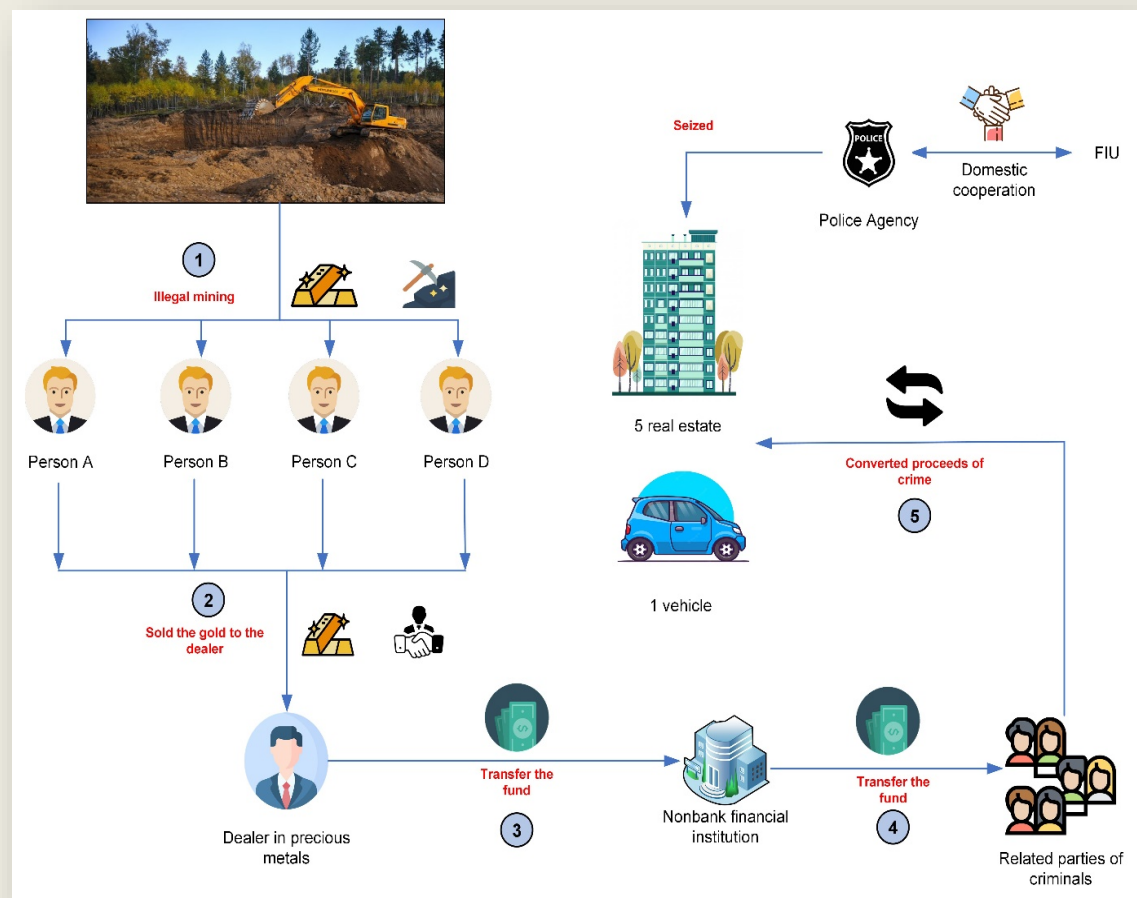 1
Illegal mining
Person A
Person B
Person C
Person D
2
Sold the gold to the
dealer
Dealer in precious
metals
Transfer the
fund
3
Nonbank financial
institution
Transfer the
fund
4
Related parties of
criminals
Converted proceeds of
crime
5
5 real estate
1 vehicle
Seized
POLICE
Police Agency
Domestic
cooperation
FIU